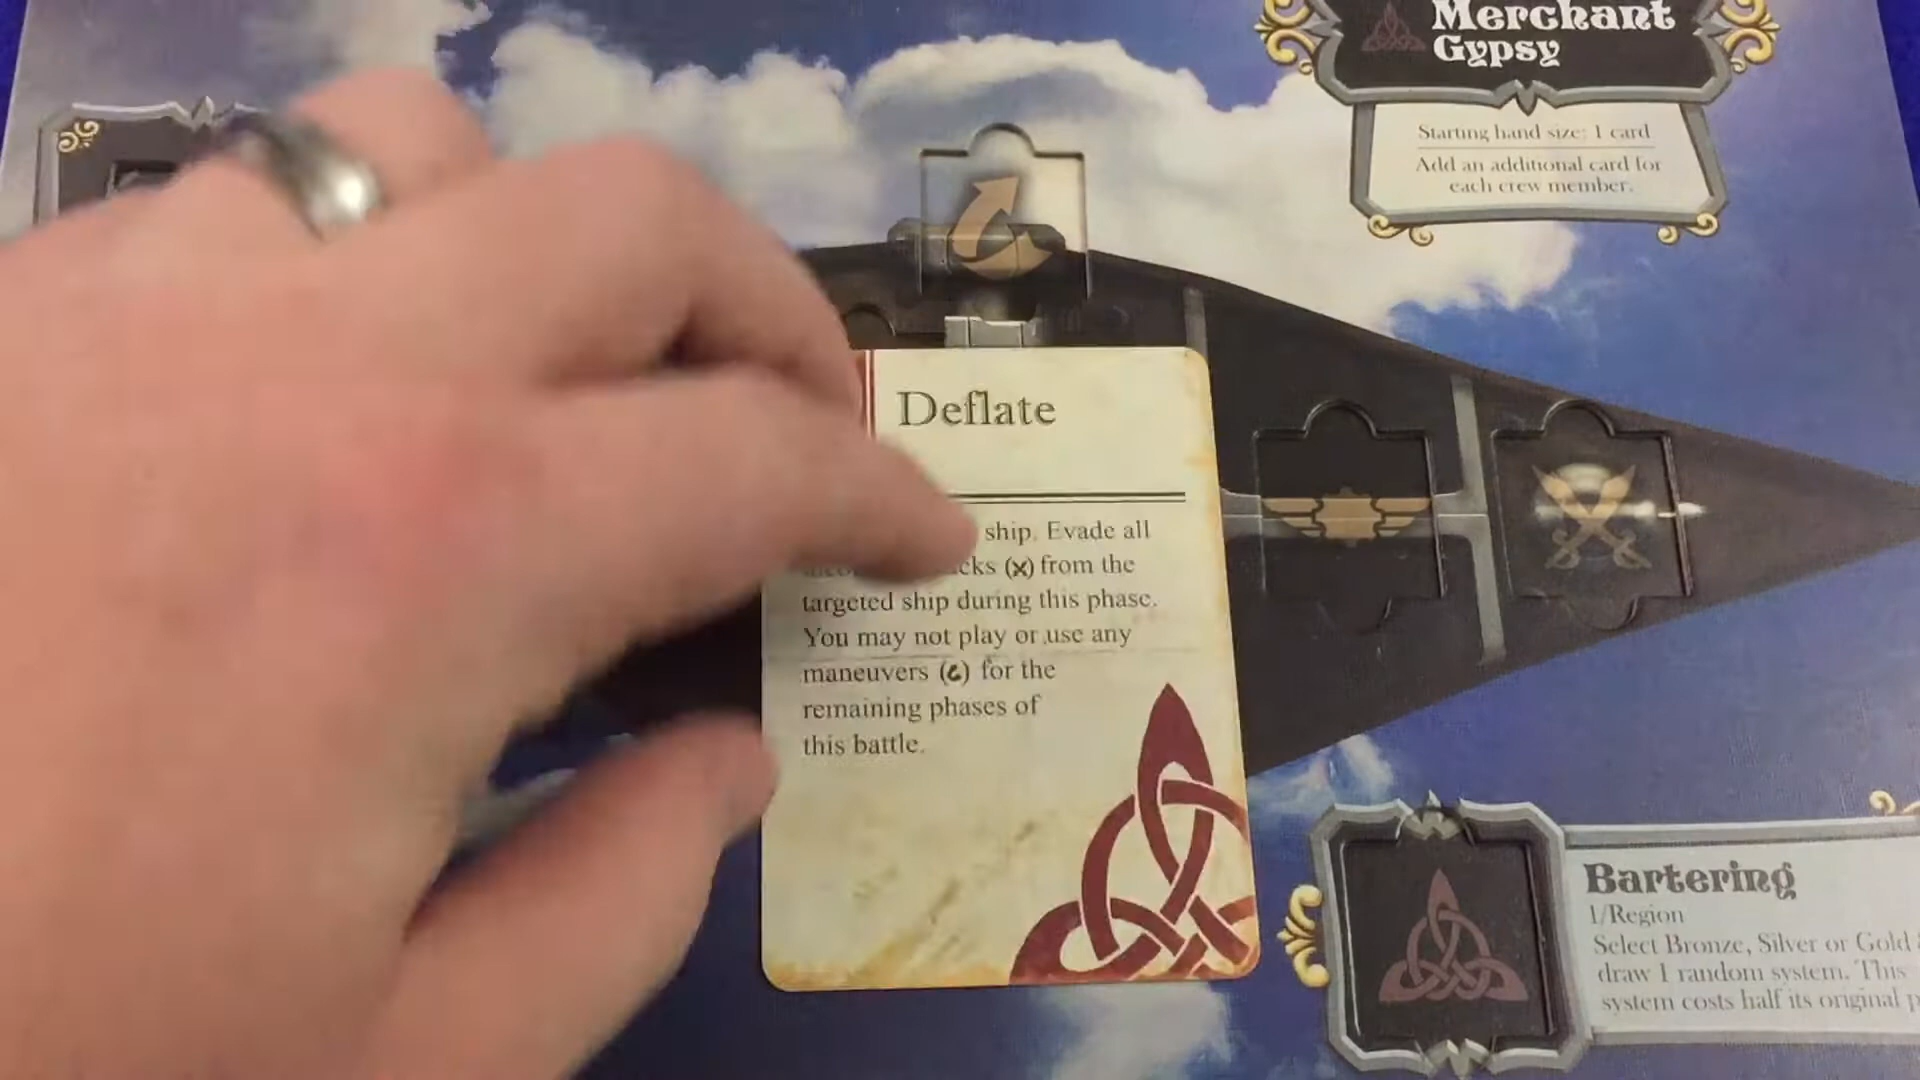 Merchant
Gypsy
Starting hand size: 1 card
Add an additional card for
each crew member.
Deflate
ship. Evade all
(x) from the
targeted ship during this phase.
You may not play or use any
maneuvers () for the
remaining phases of
this battle.
Bartering
1/Region
Select Bronze, Silver or Gold
draw 1 random system. This
system costs half its original